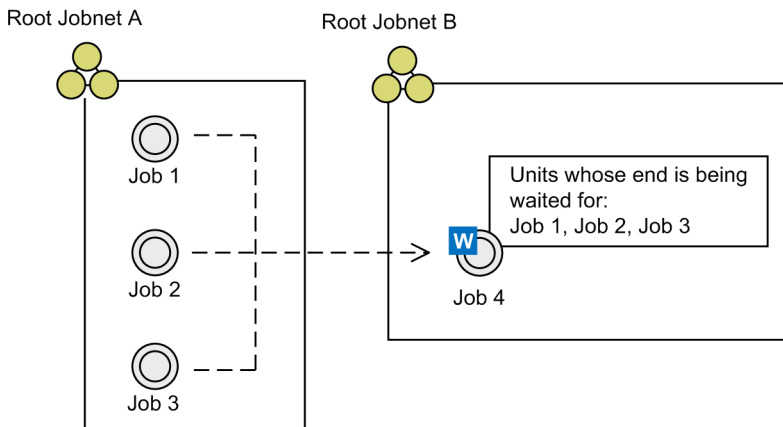 Root Jobnet A
Root Jobnet B
Job 1
Units whose end is being
waited for:
Job 1, Job 2, Job 3
W
Job 2
Job 4
Job 3